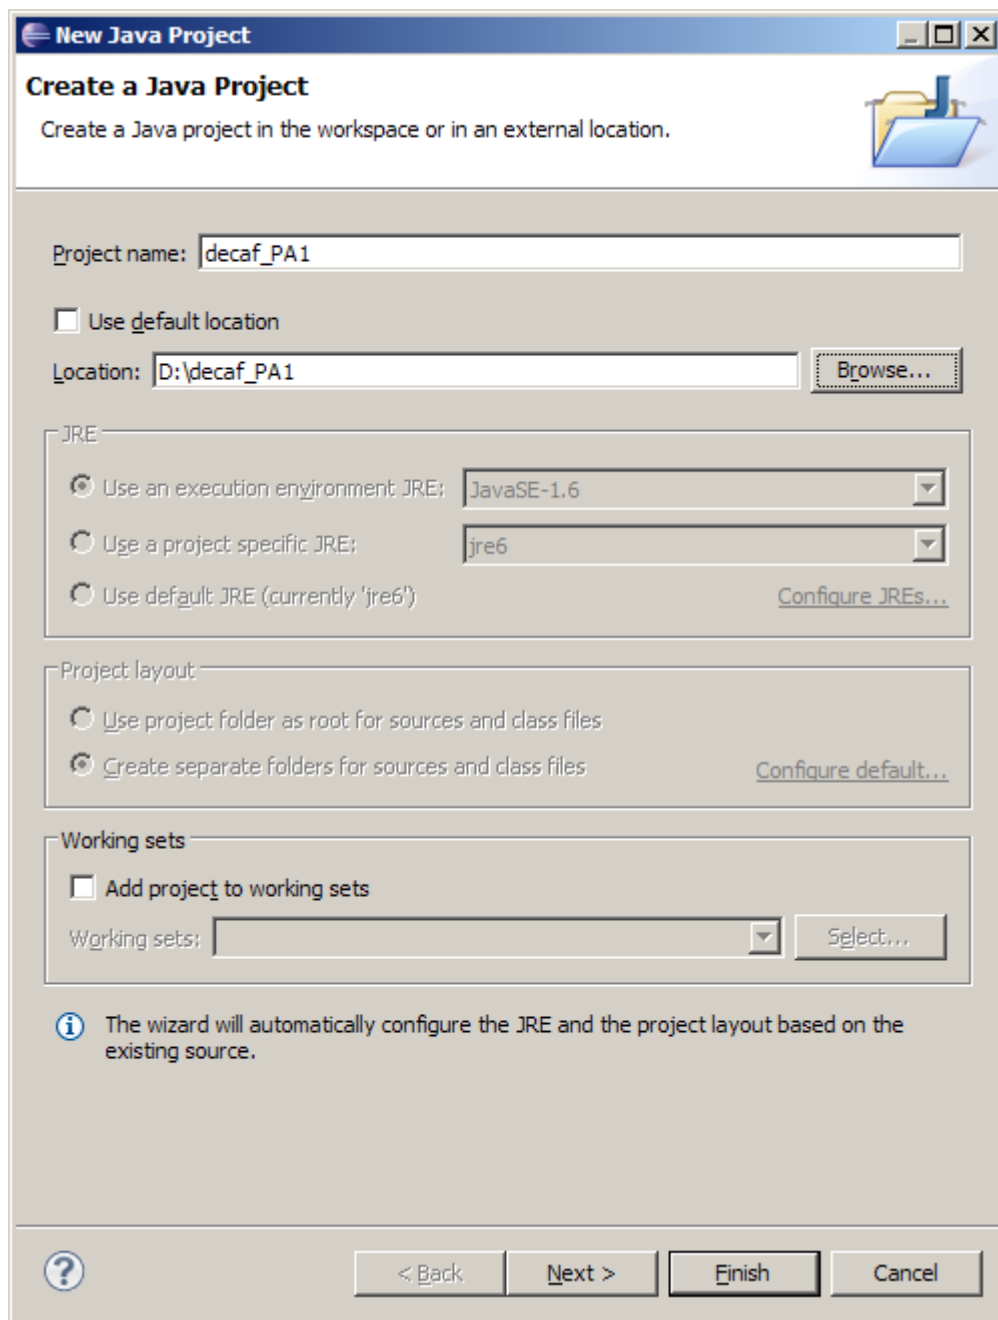 New Java Project
Create a Java Project
Create a Java project in the workspace or in an external location.
Project name: decaf_PA1
Use default location
Location: D:\decaf_PA1 Browse...
JRE
Use an execution environment JRE: JavaSE-1.6
Use a project specific JRE: jre6
Use default JRE (currently 'jre6') Configure JREs...
Project layout
Use project folder as root for sources and class files
Create separate folders for sources and class files Configure default...
Working sets
Add project to working sets
Working sets: Select...
The wizard will automatically configure the JRE and the project layout based on the
existing source.
? < Back Next > Finish Cancel